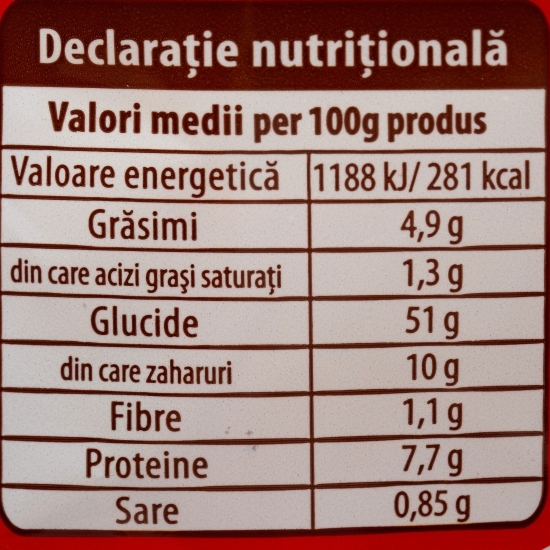 Declarație nutrițională
Valori medii per 100g produs
Valoare energetică 1188 kJ/ 281 kcal
Grăsimi 4,9 g
din care acizi grași saturați 1,3 g
Glucide 51 g
din care zaharuri 10 g
Fibre 1,1 g
Proteine 7,7 g
Sare 0,85 g